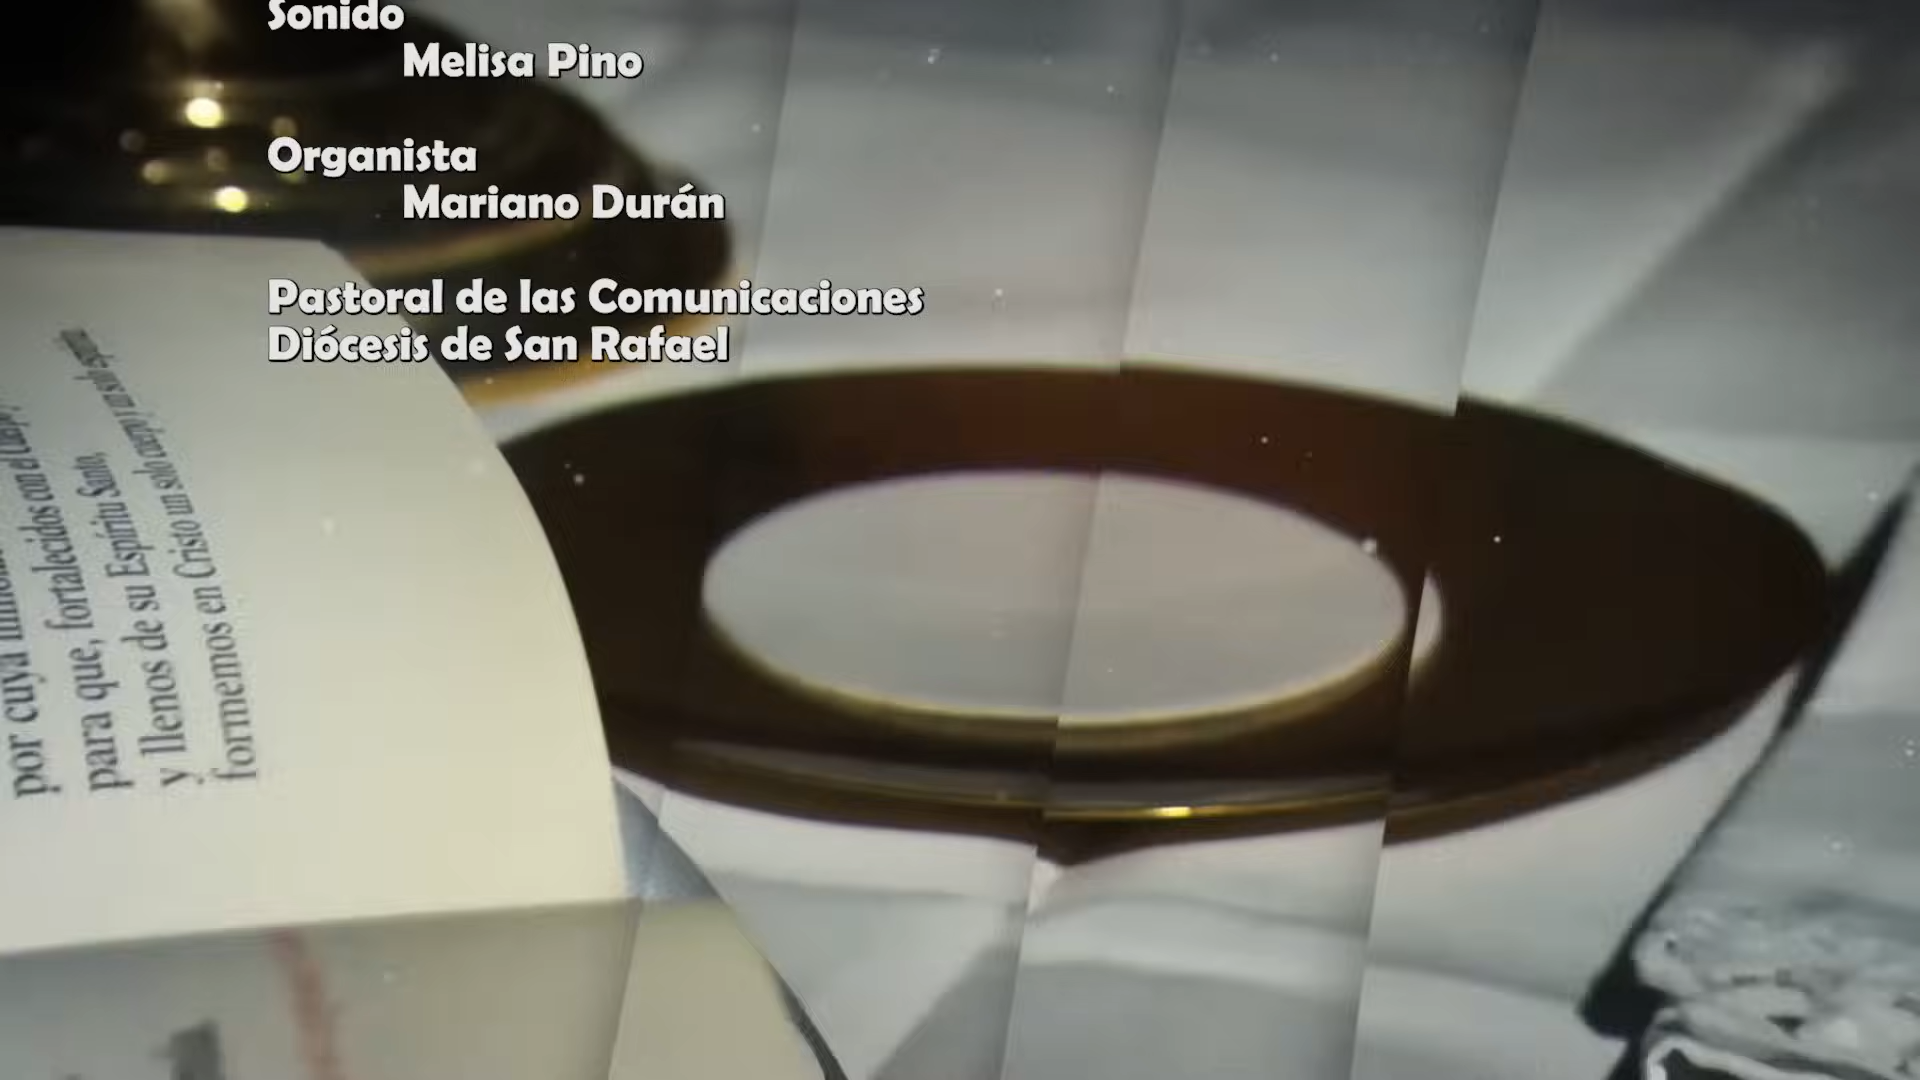 Sonido
Melisa Pino
Organista
Mariano Durán
Pastoral de las Comunicaciones
Diócesis de San Rafael
por cuya
para que, fortalecidos con el Cuerpo
y llenos de su Espíritu Santo,
formemos en Cristo un solo cuerpo y un solo espíritu